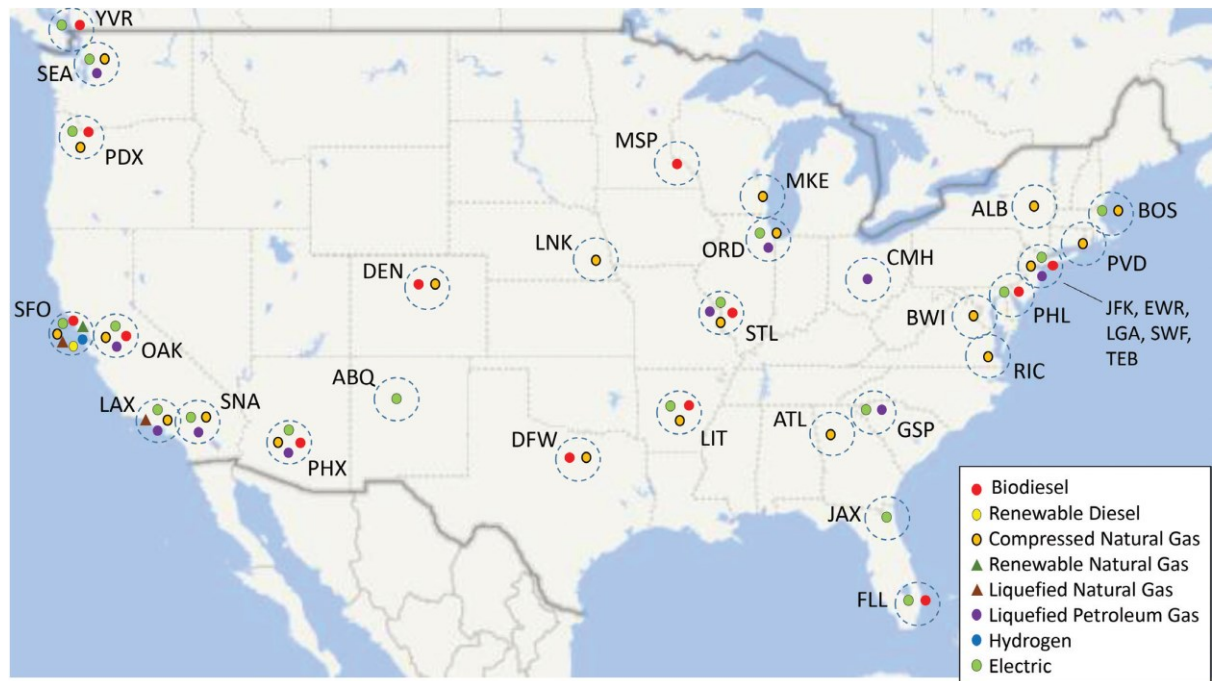 YVR
SEA
PDX
MSP
MKE
ALB
BOS
LNK
ORD
CMH
PVD
DEN
SFO
OAK
STL
BWI
PHL
JFK, EWR,
LGA, SWF,
TEB
RIC
ABQ
LAX
SNA
PHX
DFW
LIT
ATL
GSP
JAX
FLL
Biodiesel
Renewable Diesel
Compressed Natural Gas
Renewable Natural Gas
Liquefied Natural Gas
Liquefied Petroleum Gas
Hydrogen
Electric